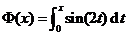 Φ(x)=∫₀ˣ sin(2t) dt